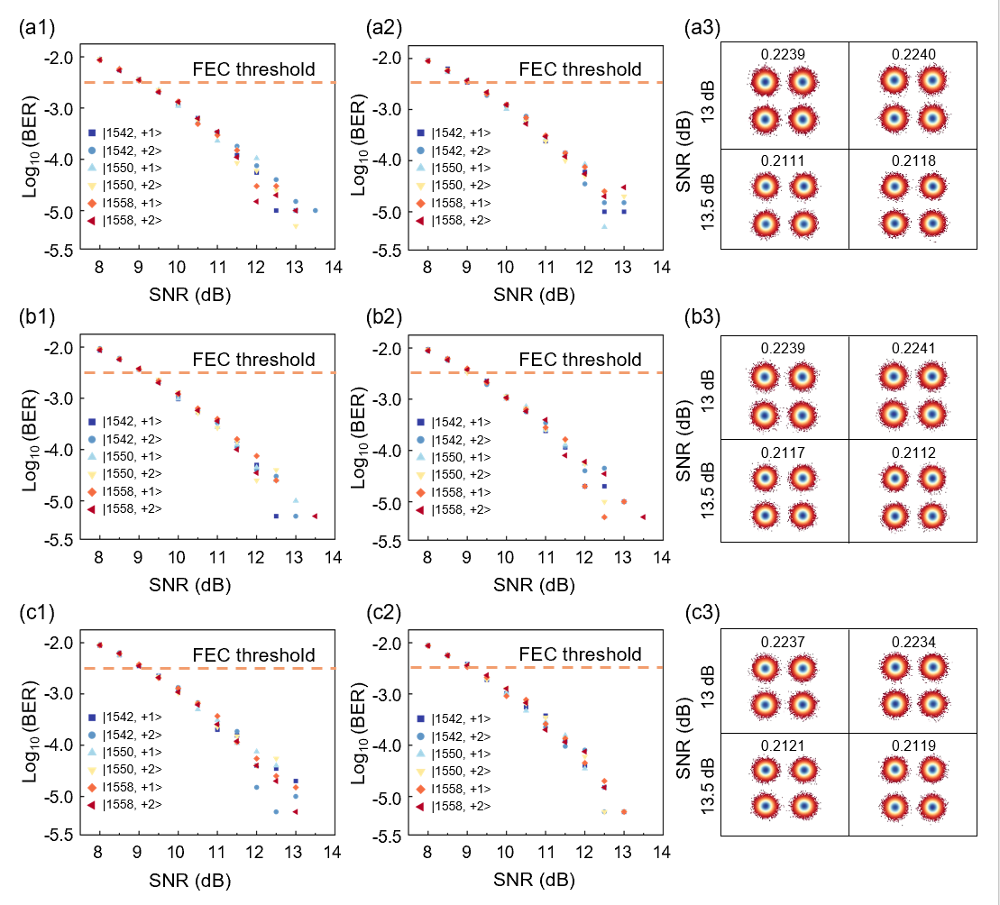 (a1)
-2.0
-3.0
-4.0
-5.0
-5.5
Log10 (BER)
FEC threshold
|1542, +1>
|1542, +2>
|1550, +1>
|1550, +2>
|1558, +1>
|1558, +2>
8 9 10 11 12 13 14
SNR (dB)
(a2)
-2.0
-3.0
-4.0
-5.0
-5.5
Log10 (BER)
FEC threshold
|1542, +1>
|1542, +2>
|1550, +1>
|1550, +2>
|1558, +1>
|1558, +2>
8 9 10 11 12 13 14
SNR (dB)
(a3)
SNR (dB)
13 dB
0.2239 0.2240
13.5 dB
0.2111 0.2118
(b1)
-2.0
-3.0
-4.0
-5.0
-5.5
Log10 (BER)
FEC threshold
|1542, +1>
|1542, +2>
|1550, +1>
|1550, +2>
|1558, +1>
|1558, +2>
8 9 10 11 12 13 14
SNR (dB)
(b2)
-2.0
-3.0
-4.0
-5.0
-5.5
Log10 (BER)
FEC threshold
|1542, +1>
|1542, +2>
|1550, +1>
|1550, +2>
|1558, +1>
|1558, +2>
8 9 10 11 12 13 14
SNR (dB)
(b3)
SNR (dB)
13 dB
0.2239 0.2241
13.5 dB
0.2117 0.2112
(c1)
-2.0
-3.0
-4.0
-5.0
-5.5
Log10 (BER)
FEC threshold
|1542, +1>
|1542, +2>
|1550, +1>
|1550, +2>
|1558, +1>
|1558, +2>
8 9 10 11 12 13 14
SNR (dB)
(c2)
-2.0
-3.0
-4.0
-5.0
-5.5
Log10 (BER)
FEC threshold
|1542, +1>
|1542, +2>
|1550, +1>
|1550, +2>
|1558, +1>
|1558, +2>
8 9 10 11 12 13 14
SNR (dB)
(c3)
SNR (dB)
13 dB
0.2237 0.2234
13.5 dB
0.2121 0.2119